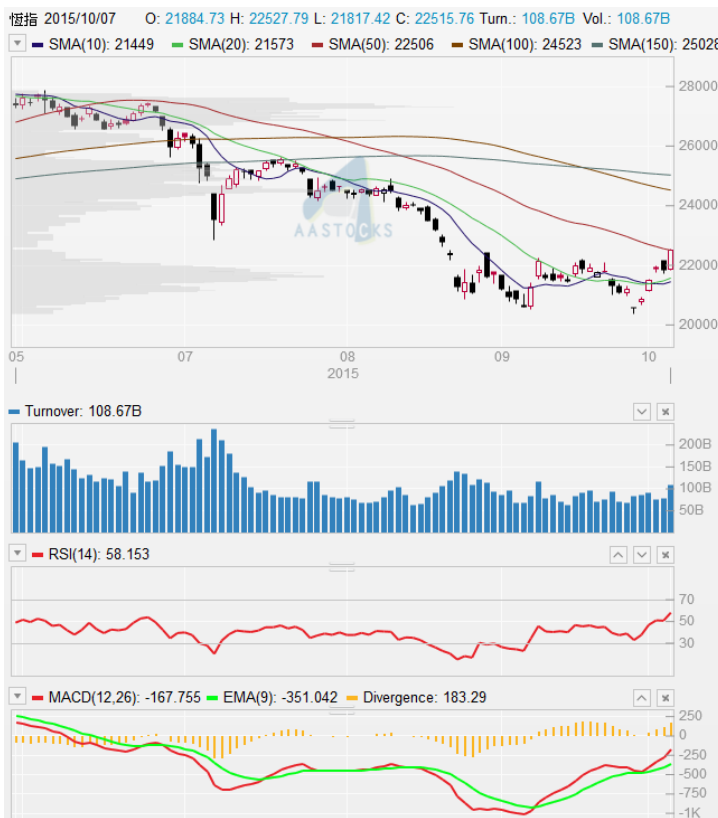 恆指 2015/10/07 O: 21884.73 H: 22527.79 L: 21817.42 C: 22515.76 Turn.: 108.67B Vol.: 108.67B
SMA(10): 21449 SMA(20): 21573 SMA(50): 22506 SMA(100): 24523 SMA(150): 25028
28000
26000
24000
AASTOCKS
22000
20000
05 07 08 09 10
2015
Turnover: 108.67B
200B
150B
100B
50B
RSI(14): 58.153
70
50
30
MACD(12,26): -167.755 EMA(9): -351.042 Divergence: 183.29
250
0
-250
-500
-750
-1K